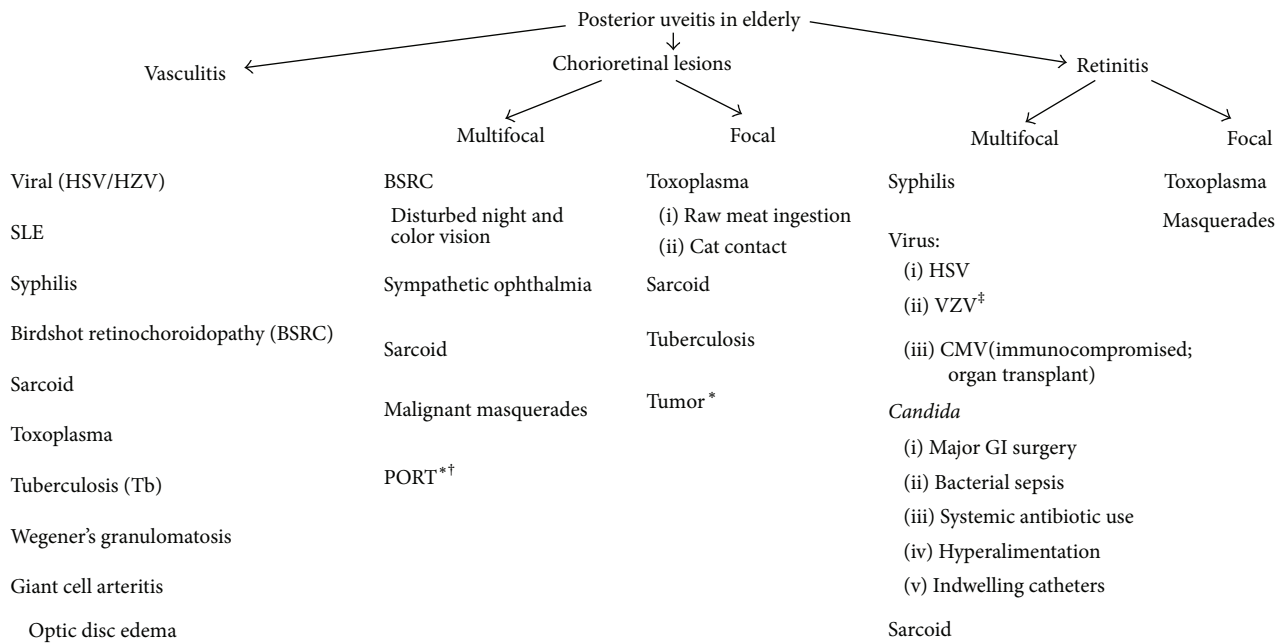 Posterior uveitis in elderly
Vasculitis
Chorioretinal lesions
Retinitis
Multifocal
Focal
Multifocal
Focal
Viral (HSV/HZV)
SLE
Syphilis
Birdshot retinochoroidopathy (BSRC)
Sarcoid
Toxoplasma
Tuberculosis (Tb)
Wegener's granulomatosis
Giant cell arteritis
Optic disc edema
BSRC
Disturbed night and
color vision
Sympathetic ophthalmia
Sarcoid
Malignant masquerades
PORT*†
Toxoplasma
(i) Raw meat ingestion
(ii) Cat contact
Sarcoid
Tuberculosis
Tumor*
Syphilis
Virus:
(i) HSV
(ii) VZV‡
(iii) CMV(immunocompromised;
organ transplant)
Candida
(i) Major GI surgery
(ii) Bacterial sepsis
(iii) Systemic antibiotic use
(iv) Hyperalimentation
(v) Indwelling catheters
Sarcoid
Toxoplasma
Masquerades